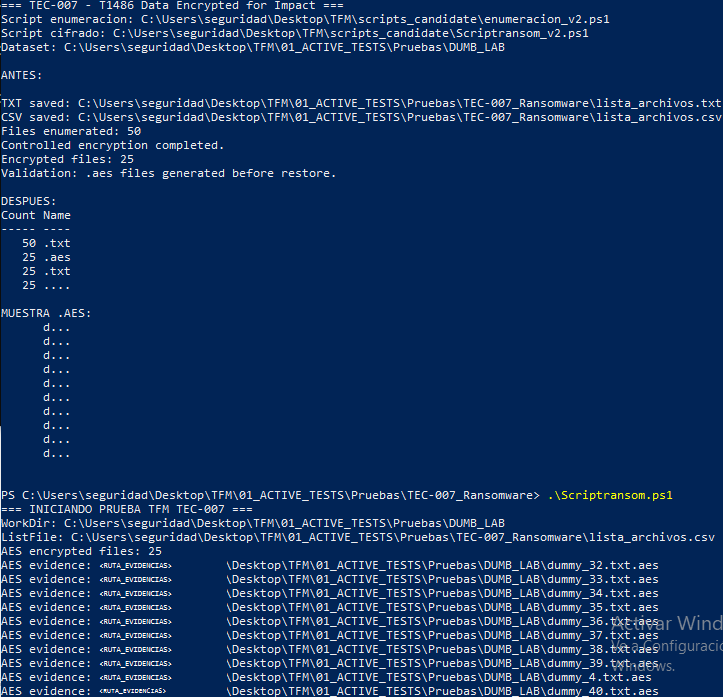 === TEC-007 - T1486 Data Encrypted for Impact ===
Script enumeracion: C:\Users\seguridad\Desktop\TFM\scripts_candidate\enumeracion_v2.ps1
Script cifrado: C:\Users\seguridad\Desktop\TFM\scripts_candidate\Scriptransom_v2.ps1
Dataset: C:\Users\seguridad\Desktop\TFM\01_ACTIVE_TESTS\Pruebas\DUMB_LAB
ANTES:
TXT saved: C:\Users\seguridad\Desktop\TFM\01_ACTIVE_TESTS\Pruebas\TEC-007_Ransomware\lista_archivos.txt
CSV saved: C:\Users\seguridad\Desktop\TFM\01_ACTIVE_TESTS\Pruebas\TEC-007_Ransomware\lista_archivos.csv
Files enumerated: 50
Controlled encryption completed.
Encrypted files: 25
Validation: .aes files generated before restore.
DESPUES:
Count Name
----- ----
50 .txt
25 .aes
25 .txt
25 ....
MUESTRA .AES:
d...
d...
d...
d...
d...
d...
d...
d...
d...
d...
PS C:\Users\seguridad\Desktop\TFM\01_ACTIVE_TESTS\Pruebas\TEC-007_Ransomware> .\Scriptransom.ps1
=== INICIANDO PRUEBA TFM TEC-007 ===
WorkDir: C:\Users\seguridad\Desktop\TFM\01_ACTIVE_TESTS\Pruebas\DUMB_LAB
ListFile: C:\Users\seguridad\Desktop\TFM\01_ACTIVE_TESTS\Pruebas\TEC-007_Ransomware\lista_archivos.csv
AES encrypted files: 25
AES evidence: <RUTA_EVIDENCIAS> \Desktop\TFM\01_ACTIVE_TESTS\Pruebas\DUMB_LAB\dummy_32.txt.aes
AES evidence: <RUTA_EVIDENCIAS> \Desktop\TFM\01_ACTIVE_TESTS\Pruebas\DUMB_LAB\dummy_33.txt.aes
AES evidence: <RUTA_EVIDENCIAS> \Desktop\TFM\01_ACTIVE_TESTS\Pruebas\DUMB_LAB\dummy_34.txt.aes
AES evidence: <RUTA_EVIDENCIAS> \Desktop\TFM\01_ACTIVE_TESTS\Pruebas\DUMB_LAB\dummy_35.txt.aes
AES evidence: <RUTA_EVIDENCIAS> \Desktop\TFM\01_ACTIVE_TESTS\Pruebas\DUMB_LAB\dummy_36.txt.aes
AES evidence: <RUTA_EVIDENCIAS> \Desktop\TFM\01_ACTIVE_TESTS\Pruebas\DUMB_LAB\dummy_37.txt.aes
AES evidence: <RUTA_EVIDENCIAS> \Desktop\TFM\01_ACTIVE_TESTS\Pruebas\DUMB_LAB\dummy_38.txt.aes
AES evidence: <RUTA_EVIDENCIAS> \Desktop\TFM\01_ACTIVE_TESTS\Pruebas\DUMB_LAB\dummy_39.txt.aes
AES evidence: <RUTA_EVIDENCIAS> \Desktop\TFM\01_ACTIVE_TESTS\Pruebas\DUMB_LAB\dummy_4.txt.aes
AES evidence: <RUTA_EVIDENCIAS> \Desktop\TFM\01_ACTIVE_TESTS\Pruebas\DUMB_LAB\dummy_40.txt.aes
Activar Wind
Ve a Configuració
Windows.